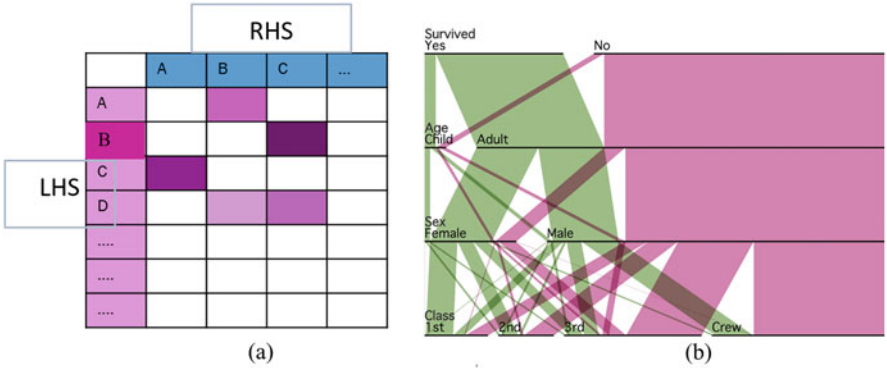 RHS
A B C ...
A
B
C
LHS
D
....
....
....
(a)
Survived
Yes No
Age
Child Adult
Sex
Female Male
Class
1st 2nd 3rd Crew
(b)